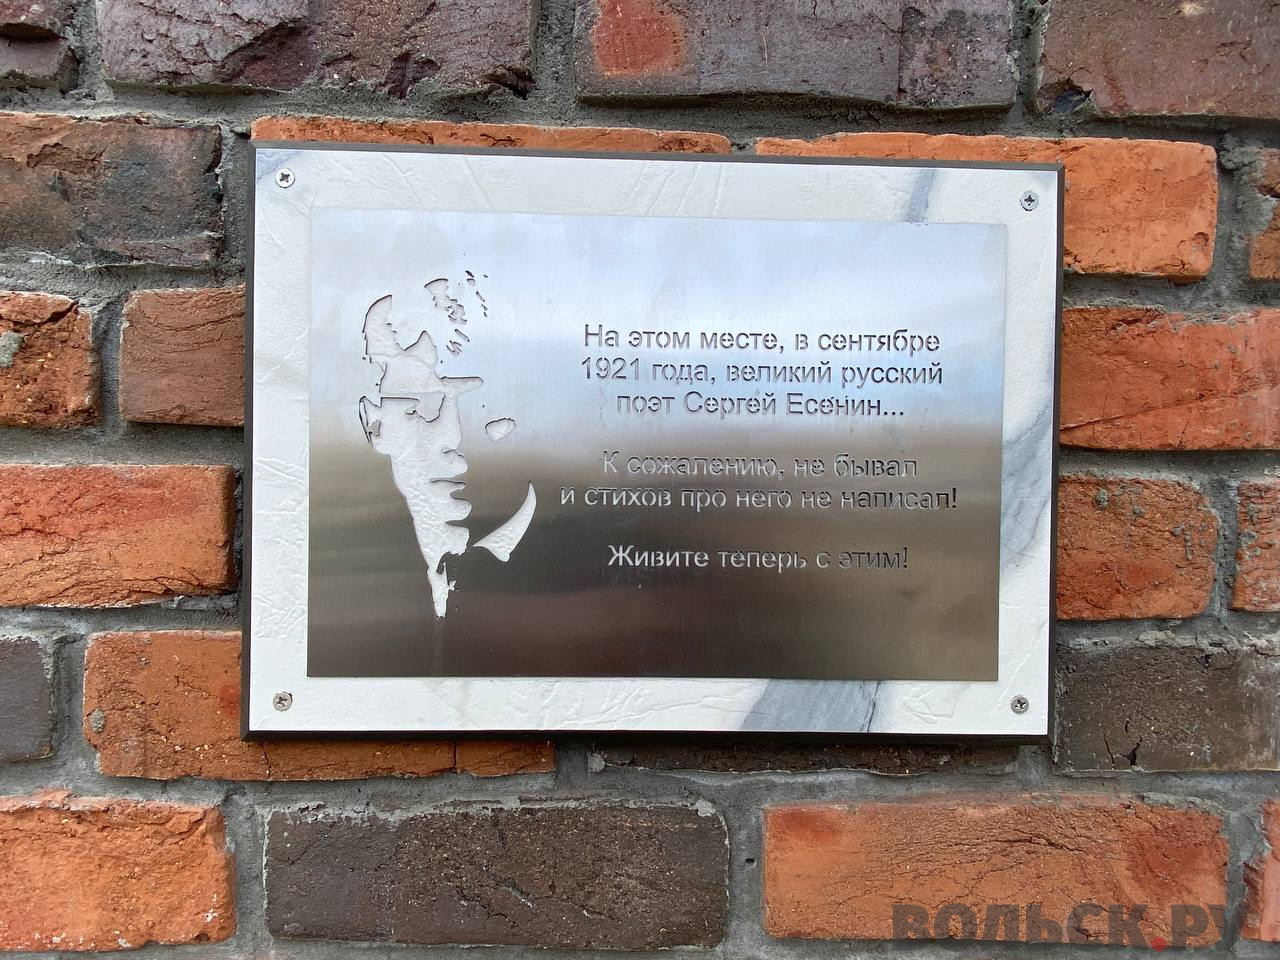 На этом месте, в сентябре
1921 года, великий русский
поэт Сергей Есенин...
К сожалению, не бывал
и стихов про него не написал!
Живите теперь с этим!
ВОЛЬСК.РУ